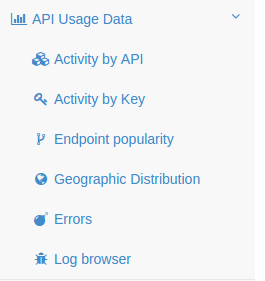 API Usage Data
Activity by API
Activity by Key
Endpoint popularity
Geographic Distribution
Errors
Log browser